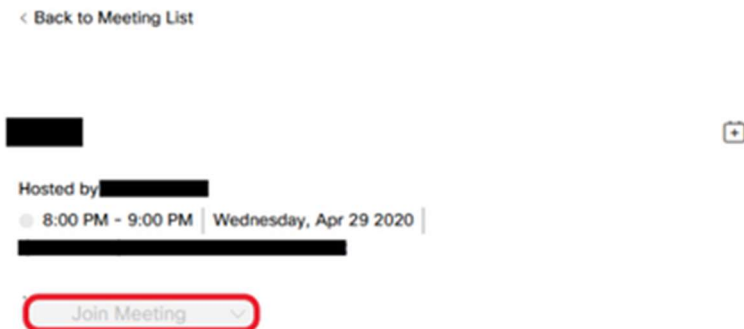 < Back to Meeting List
Hosted by
8:00 PM - 9:00 PM | Wednesday, Apr 29 2020 |
Join Meeting